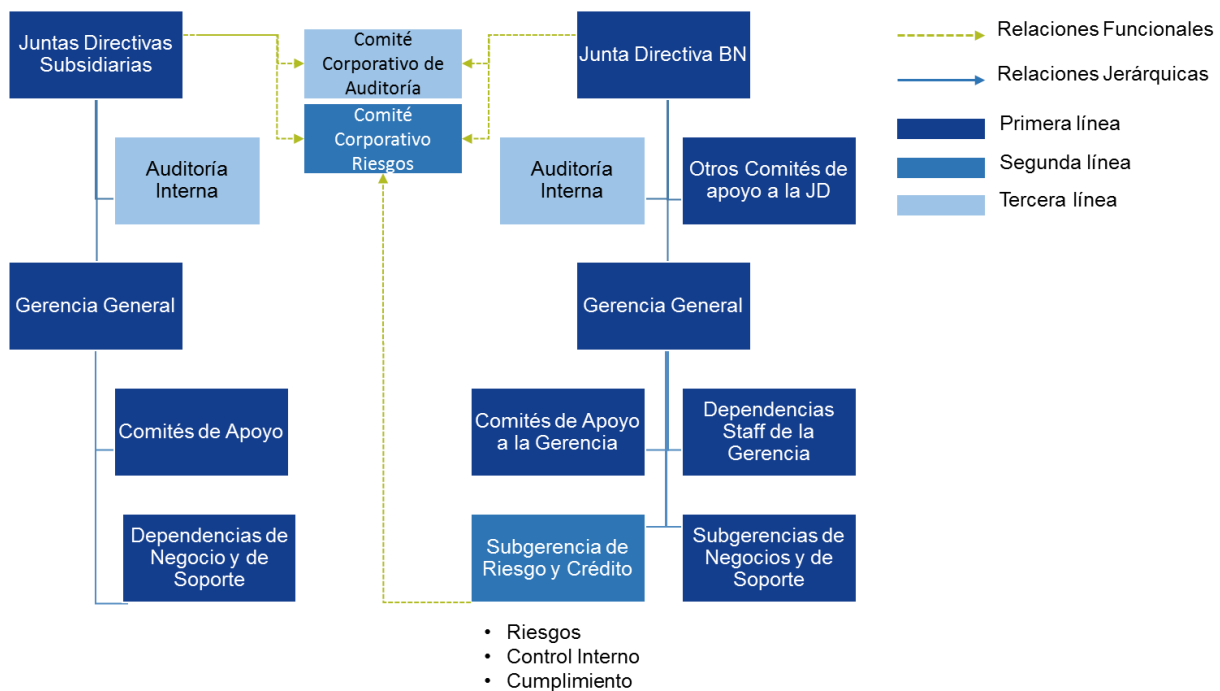 Juntas Directivas
Subsidiarias
Comité
Corporativo de
Auditoría
Junta Directiva BN
Relaciones Funcionales
Relaciones Jerárquicas
Primera línea
Segunda línea
Tercera línea
Comité
Corporativo
Riesgos
Auditoría
Interna
Auditoría
Interna
Otros Comités de
apoyo a la JD
Gerencia General
Gerencia General
Comités de Apoyo
Comités de Apoyo
a la Gerencia
Dependencias
Staff de la
Gerencia
Dependencias de
Negocio y de
Soporte
Subgerencia de
Riesgo y Crédito
Subgerencias de
Negocios y de
Soporte
• Riesgos
• Control Interno
• Cumplimiento